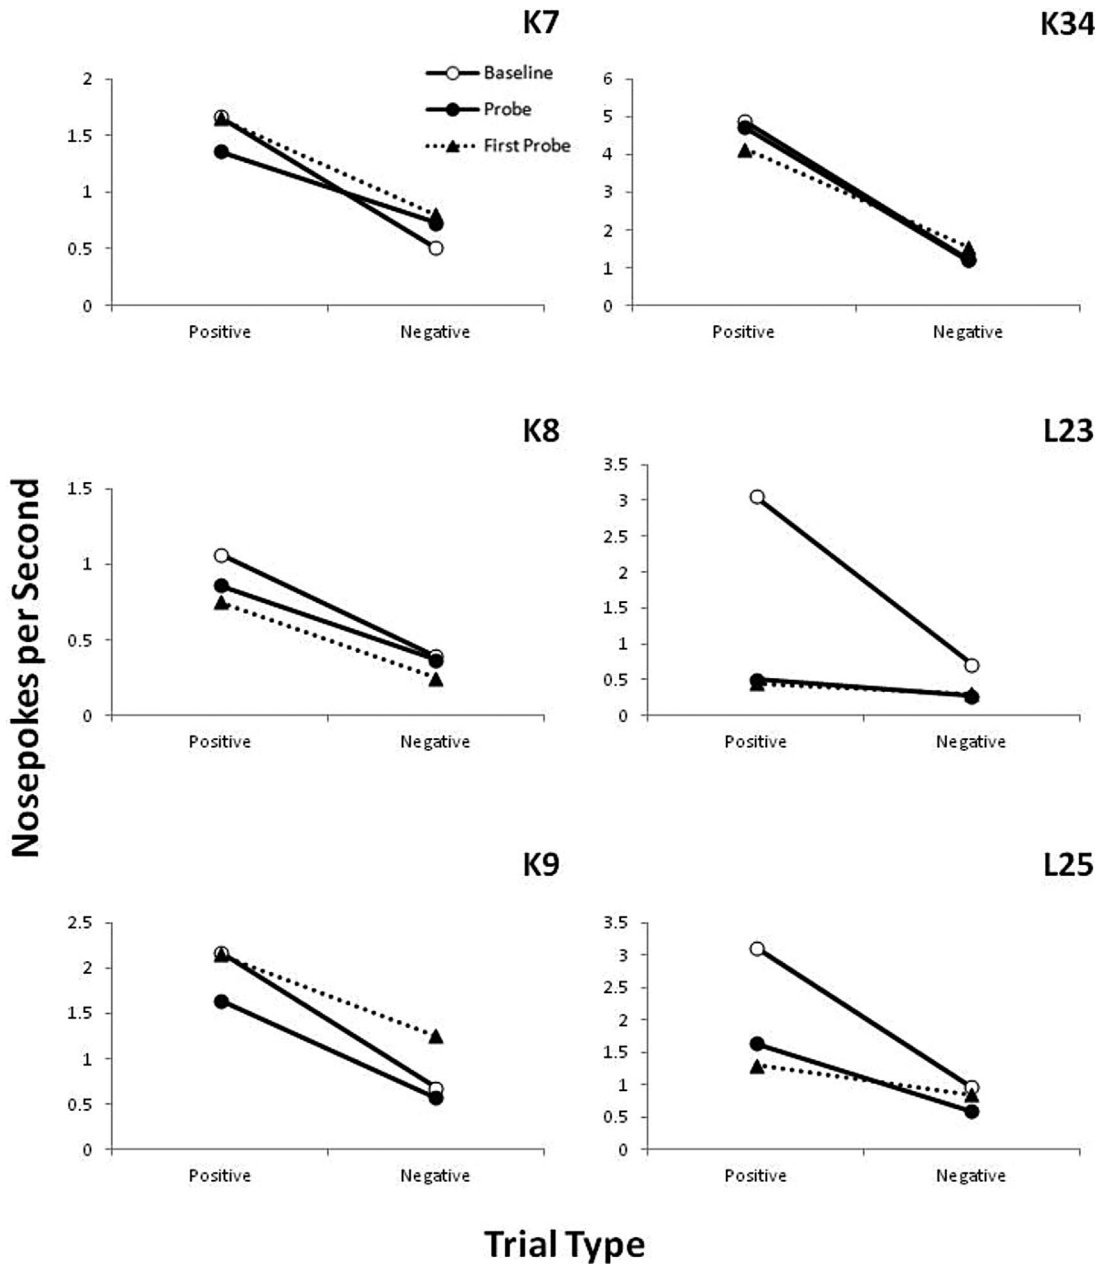 K7
K34
Baseline
Probe
First Probe
2
1.5
1
0.5
0
Positive Negative
6
5
4
3
2
1
0
Positive Negative
K8
L23
1.5
1
0.5
0
Positive Negative
3.5
3
2.5
2
1.5
1
0.5
0
Positive Negative
Nosepokes per Second
K9
L25
2.5
2
1.5
1
0.5
0
Positive Negative
3.5
3
2.5
2
1.5
1
0.5
0
Positive Negative
Trial Type